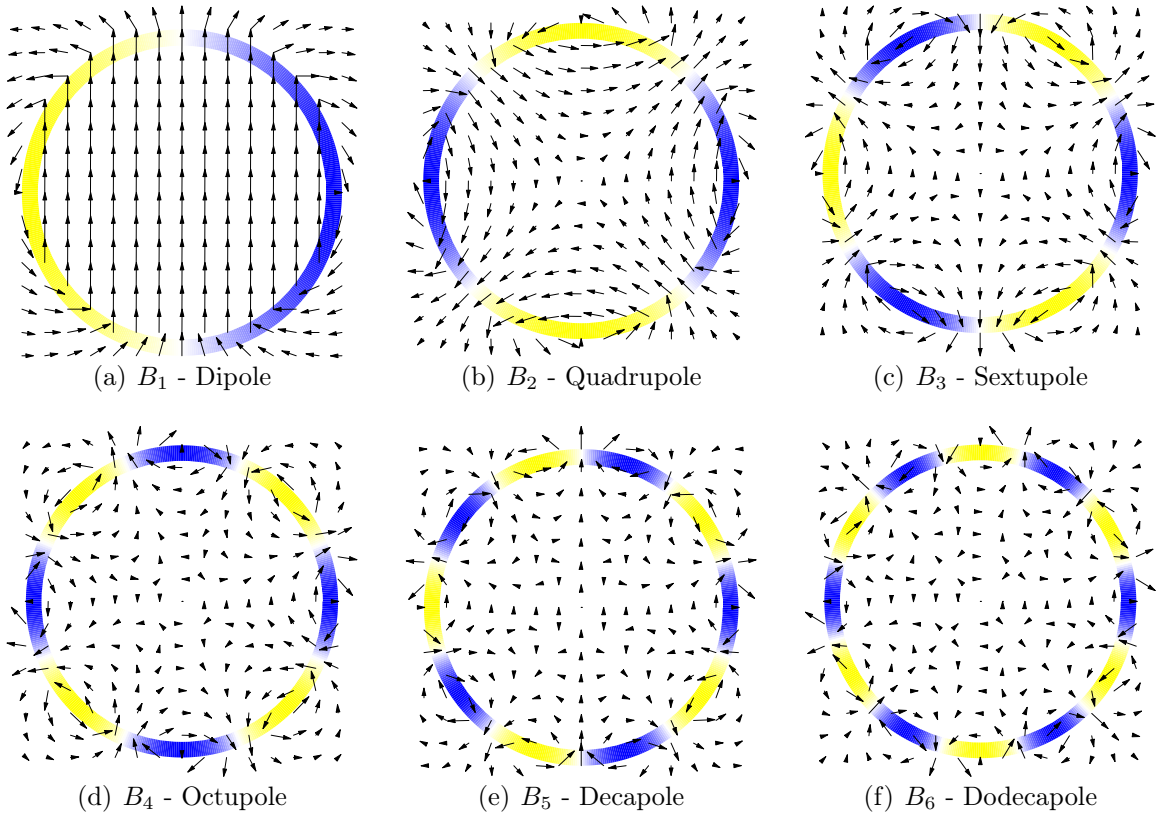 (a) B₁ - Dipole
(b) B₂ - Quadrupole
(c) B₃ - Sextupole
(d) B₄ - Octupole
(e) B₅ - Decapole
(f) B₆ - Dodecapole